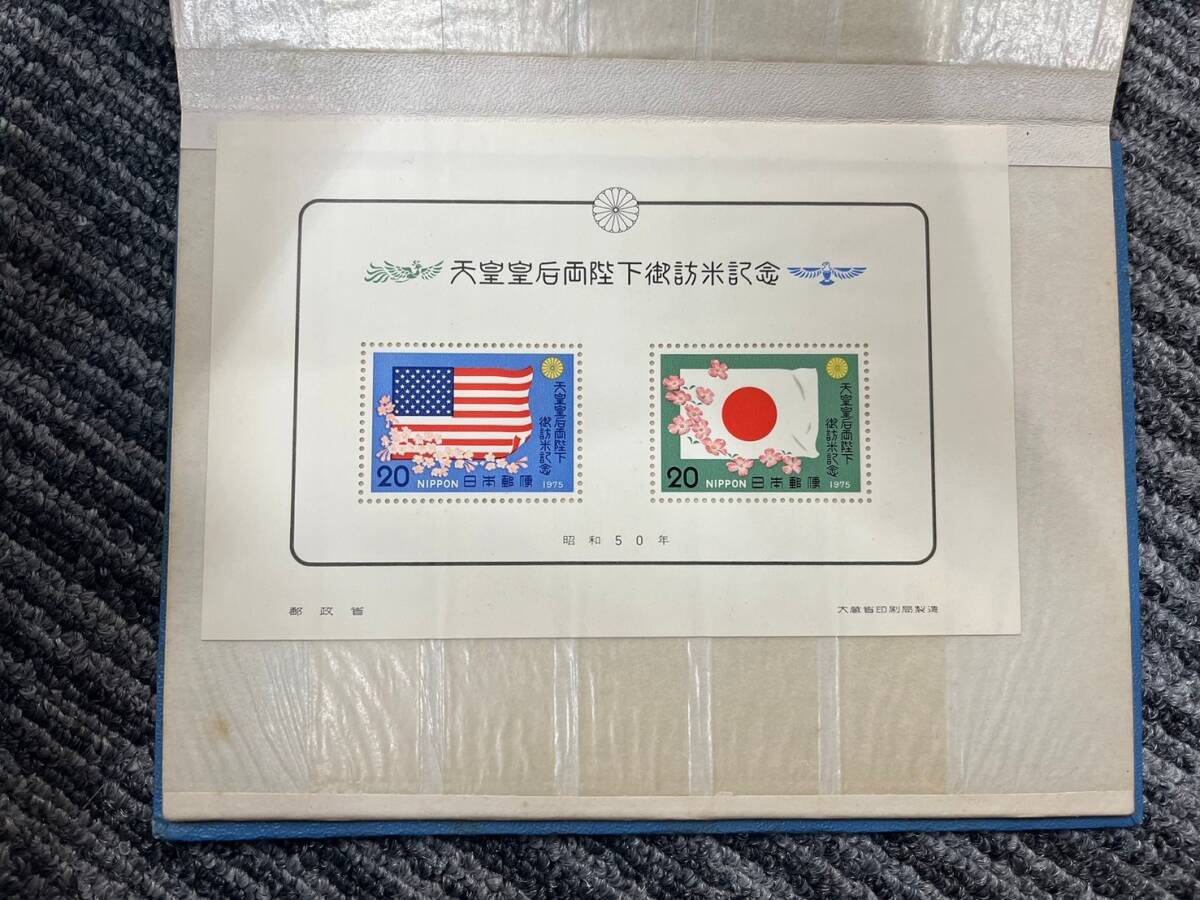 天皇皇后両陛下御訪米記念
天皇皇后両陛下
御訪米記念
20 NIPPON 日本郵便 1975
天皇皇后両陛下
御訪米記念
20 NIPPON 日本郵便 1975
昭和50年
郵政省
大蔵省印刷局製造